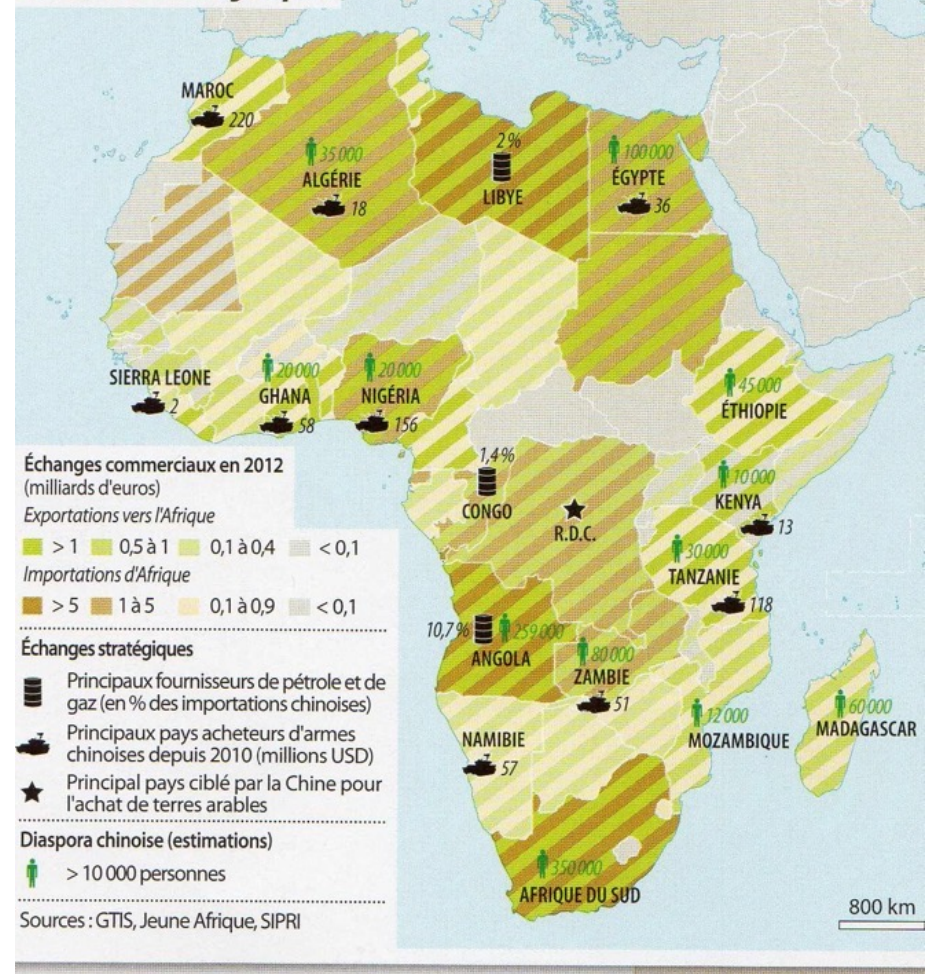 MAROC
220
35 000
ALGÉRIE
18
2 %
LIBYE
100 000
ÉGYPTE
36
SIERRA LEONE
2
20 000
GHANA
58
20 000
NIGÉRIA
156
45 000
ÉTHIOPIE
1,4 %
CONGO
R.D.C.
10 000
KENYA
13
30 000
TANZANIE
118
10,7 %
259 000
ANGOLA
80 000
ZAMBIE
51
12 000
MOZAMBIQUE
60 000
MADAGASCAR
NAMIBIE
57
350 000
AFRIQUE DU SUD
800 km
Échanges commerciaux en 2012
(milliards d'euros)
Exportations vers l'Afrique
> 1 0,5 à 1 0,1 à 0,4 < 0,1
Importations d'Afrique
> 5 1 à 5 0,1 à 0,9 < 0,1
Échanges stratégiques
Principaux fournisseurs de pétrole et de
gaz (en % des importations chinoises)
Principaux pays acheteurs d'armes
chinoises depuis 2010 (millions USD)
Principal pays ciblé par la Chine pour
l'achat de terres arables
Diaspora chinoise (estimations)
> 10 000 personnes
Sources : GTIS, Jeune Afrique, SIPRI